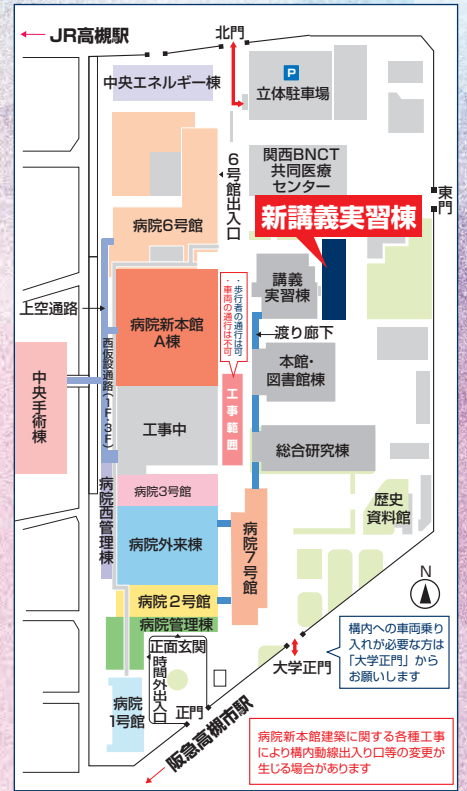 JR高槻駅
北門
中央エネルギー棟
P
立体駐車場
6号館出入口
関西BNCT
共同医療
センター
東門
新講義実習棟
病院6号館
講義
実習棟
上空通路
病院新本館
A棟
・歩行者の通行は可
・車両の通行は不可
渡り廊下
西仮設通路(1F・3F)
本館・
図書館棟
中央手術棟
工事範囲
工事中
総合研究棟
病院西管理棟
病院3号館
歴史
資料館
病院外来棟
病院7号館
病院2号館
N
病院管理棟
正面玄関
時間外出入口
大学正門
構内への車両乗り
入れが必要な方は
「大学正門」から
お願いします
病院
1号館
正門
阪急高槻市駅
病院新本館建築に関する各種工事
により構内動線出入り口等の変更が
生じる場合があります